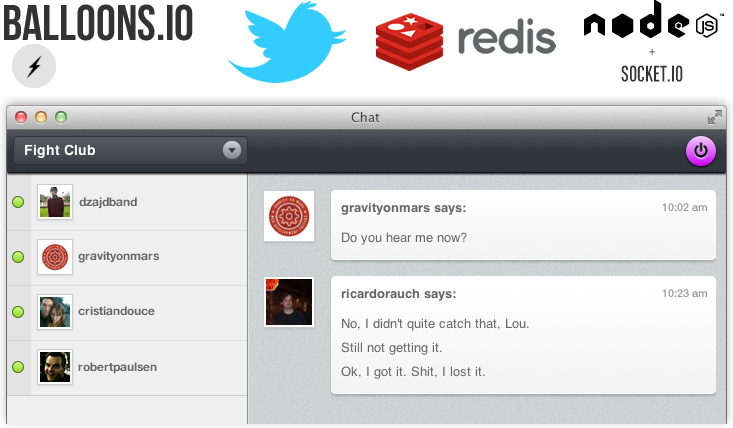 BALLOONS.IO
redis
node
JS
™
+
SOCKET.IO
Chat
Fight Club
dzajdband
gravityonmars
cristiandouce
robertpaulsen
gravityonmars says:
10:02 am
Do you hear me now?
ricardorauch says:
10:23 am
No, I didn't quite catch that, Lou.
Still not getting it.
Ok, I got it. Shit, I lost it.